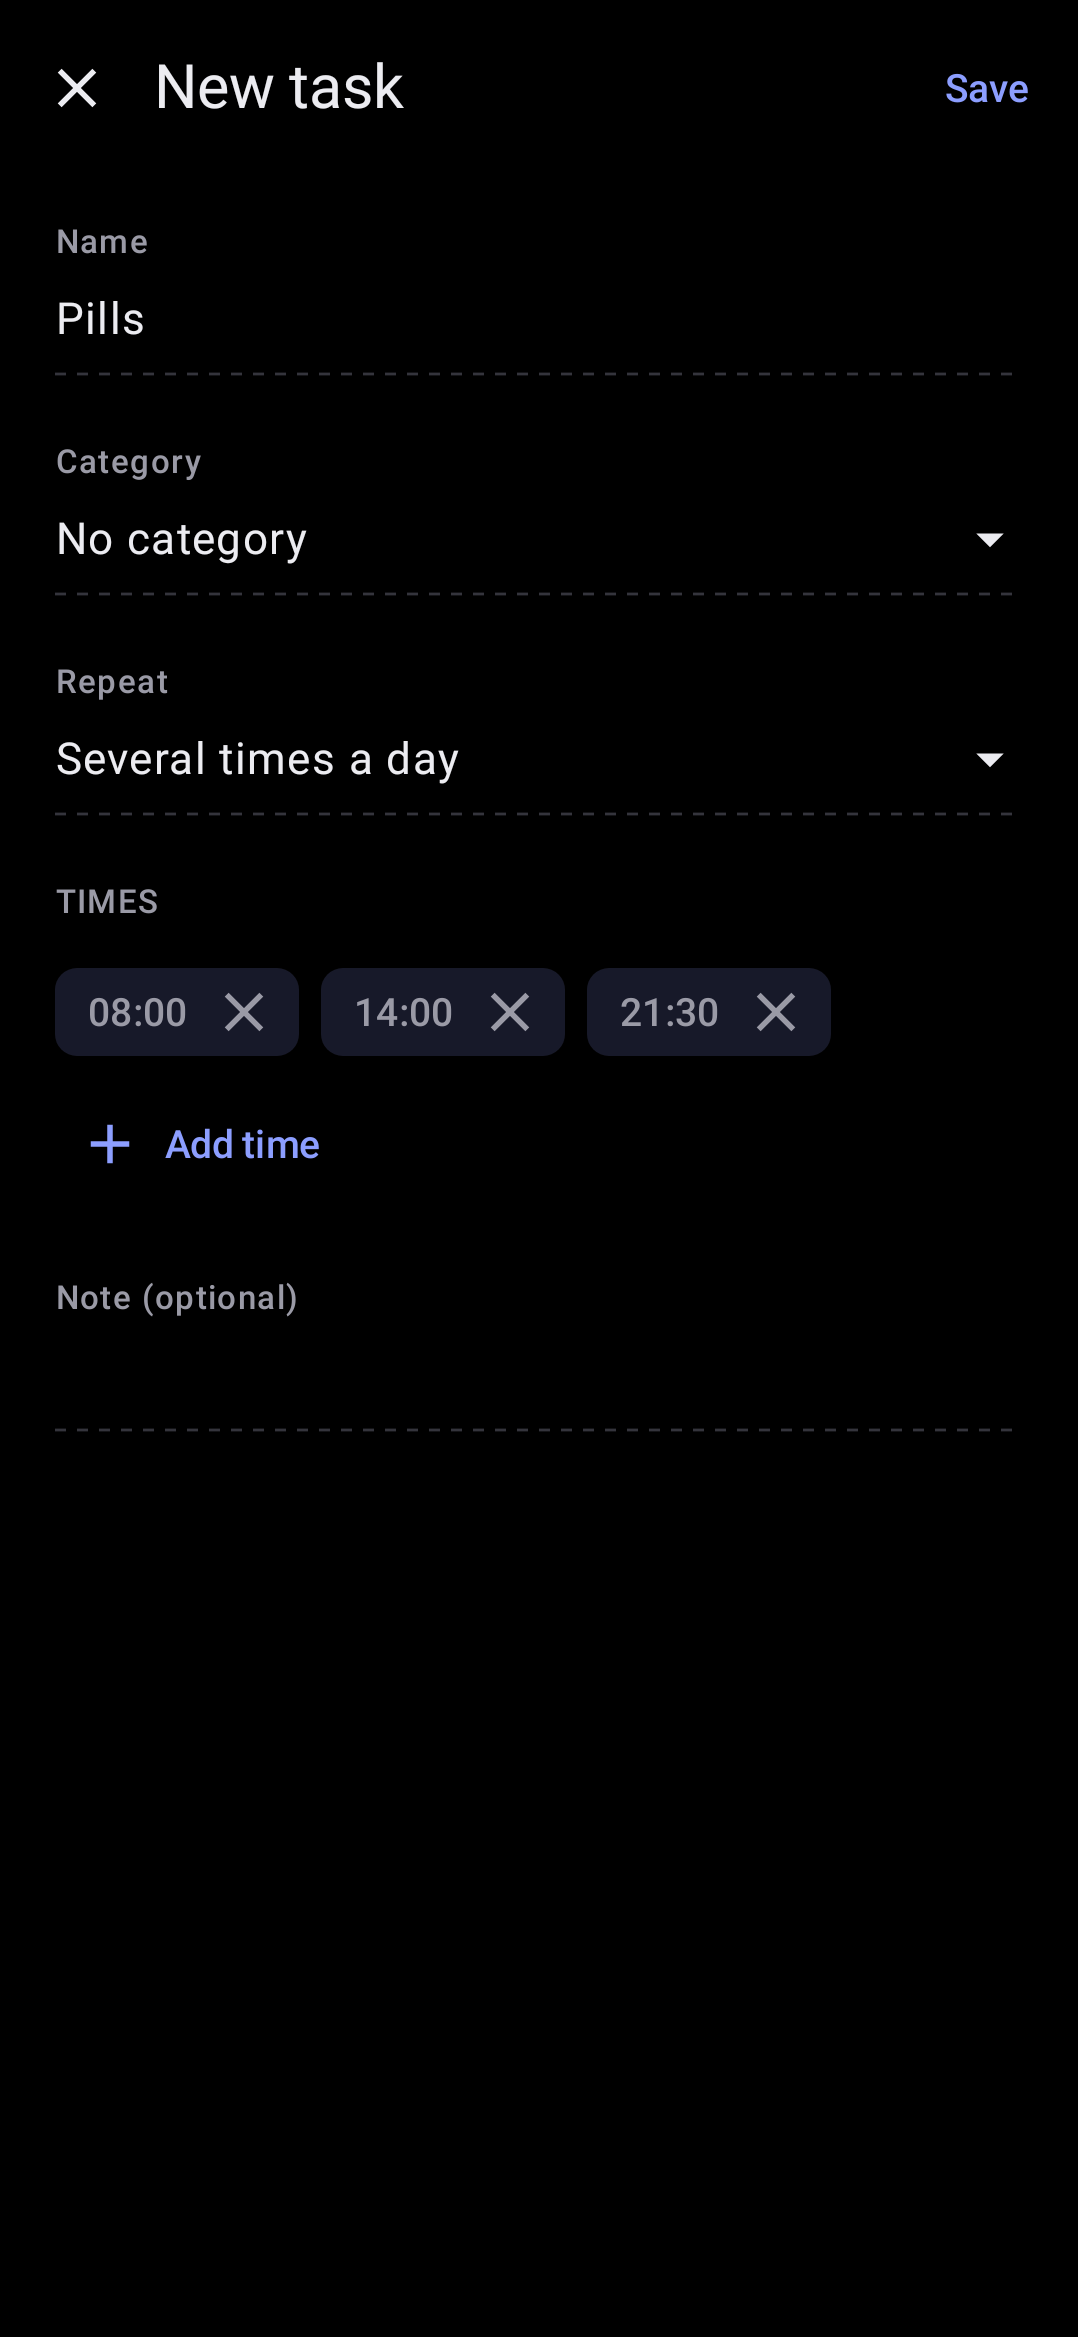 New task
Save
Name
Pills
Category
No category
Repeat
Several times a day
TIMES
08:00 14:00 21:30
Add time
Note (optional)